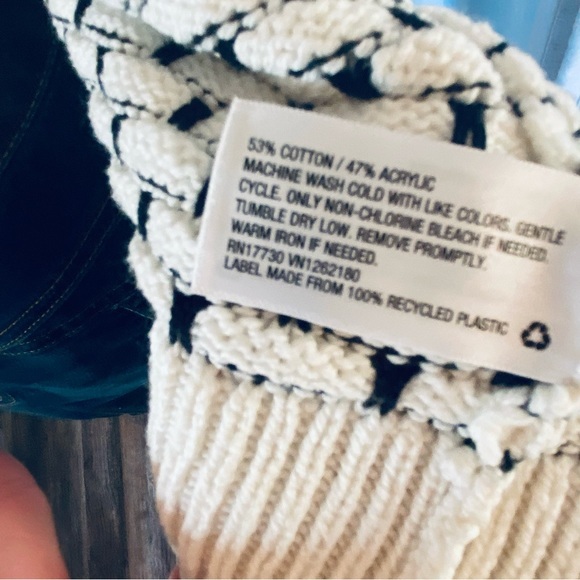 53% COTTON / 47% ACRYLIC
MACHINE WASH COLD WITH LIKE COLORS. GENTLE
CYCLE. ONLY NON-CHLORINE BLEACH IF NEEDED.
TUMBLE DRY LOW. REMOVE PROMPTLY.
WARM IRON IF NEEDED.
RN17730 VN1262180
LABEL MADE FROM 100% RECYCLED PLASTIC